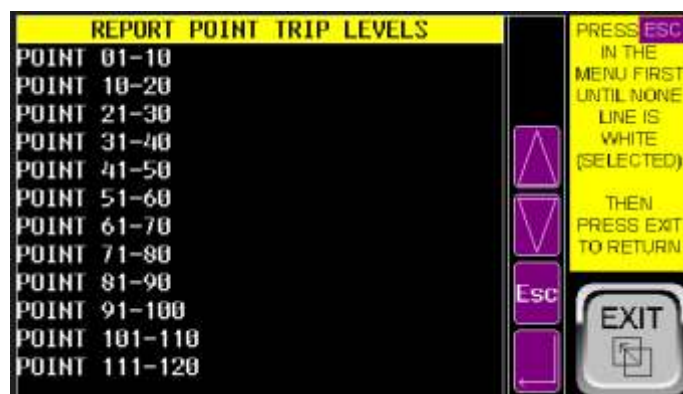 REPORT POINT TRIP LEVELS
POINT 01-10
POINT 10-20
POINT 21-30
POINT 31-40
POINT 41-50
POINT 51-60
POINT 61-70
POINT 71-80
POINT 81-90
POINT 91-100
POINT 101-110
POINT 111-120
Esc
PRESS ESC
IN THE
MENU FIRST
UNTIL NONE
LINE IS
WHITE
(SELECTED)
THEN
PRESS EXIT
TO RETURN
EXIT